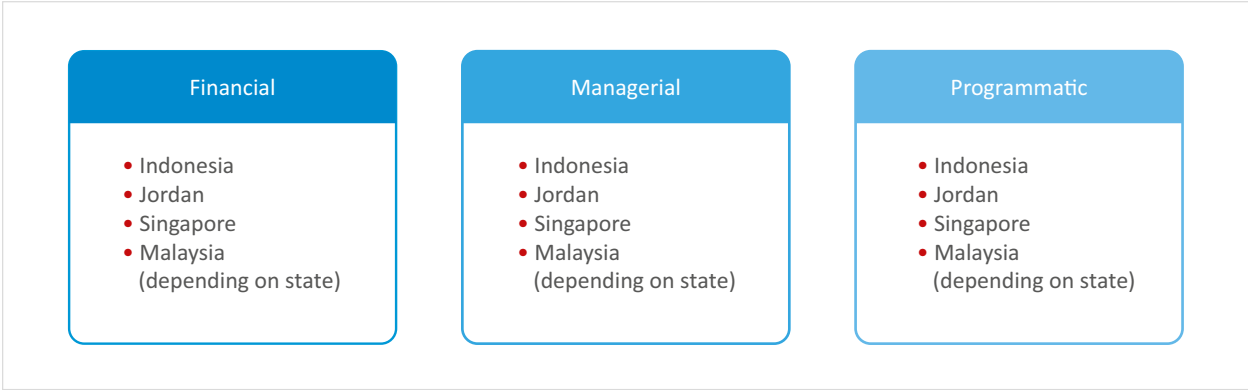 Financial
• Indonesia
• Jordan
• Singapore
• Malaysia
(depending on state)
Managerial
• Indonesia
• Jordan
• Singapore
• Malaysia
(depending on state)
Programmatic
• Indonesia
• Jordan
• Singapore
• Malaysia
(depending on state)